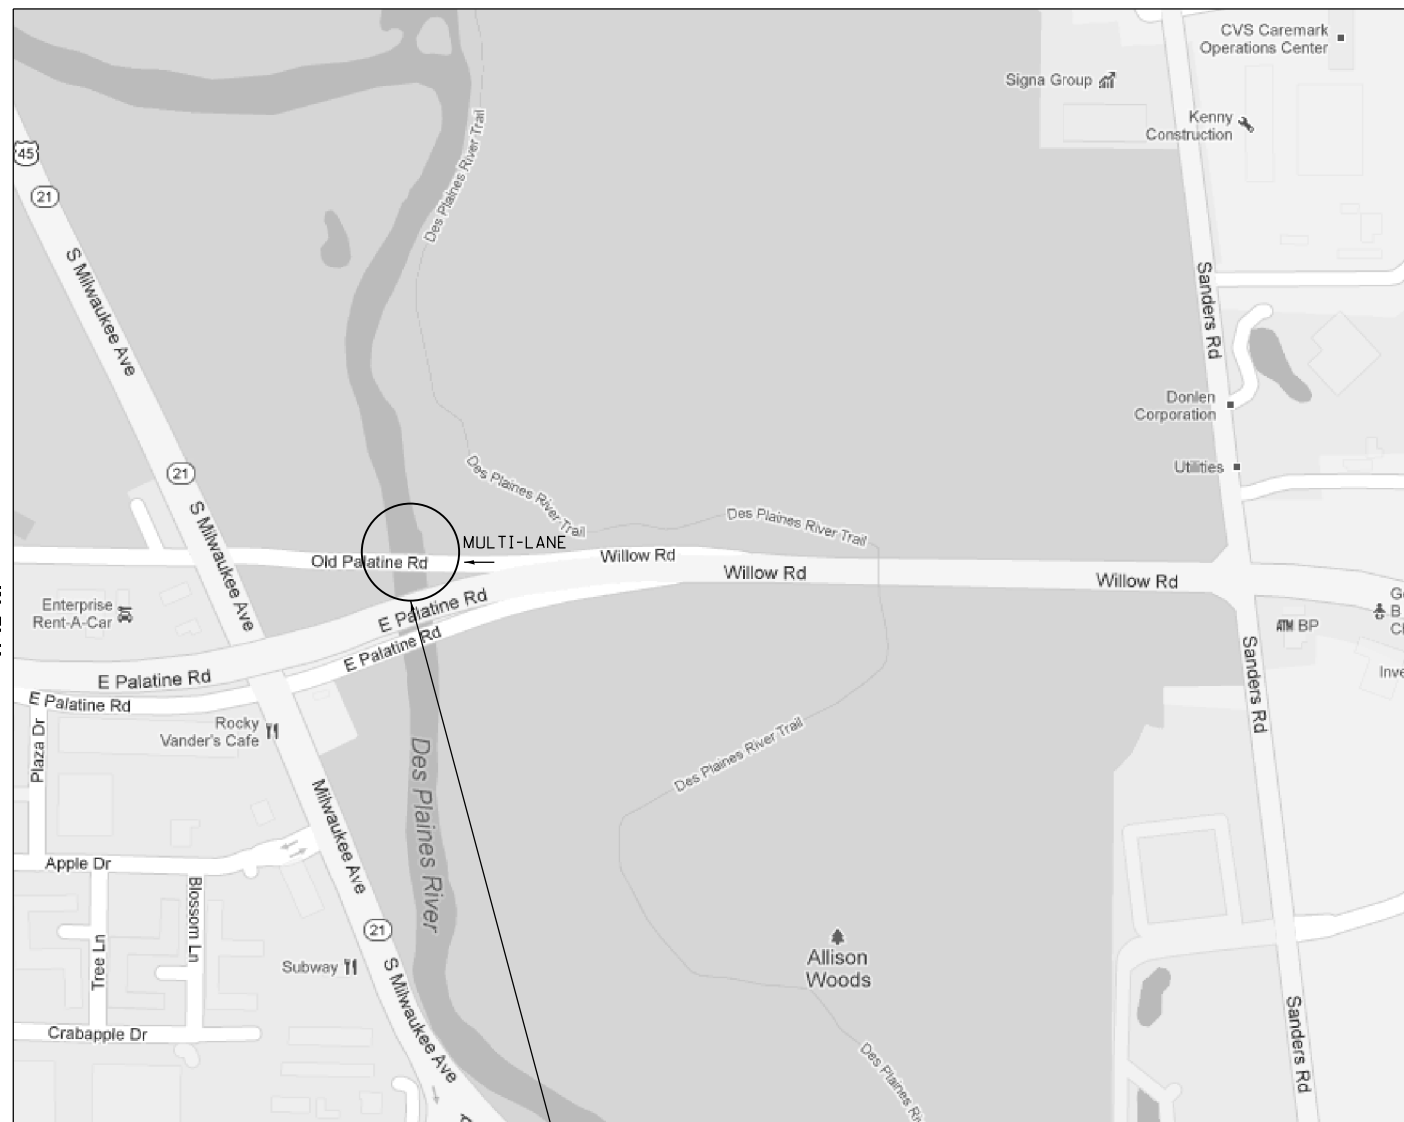 CVS Caremark
Operations Center
Signa Group
Kenny
Construction
Des Plaines River Trail
45
21
S Milwaukee Ave
Sanders Rd
Donlen
Corporation
Utilities
21
S Milwaukee Ave
Des Plaines River Trail
Des Plaines River Trail
MULTI-LANE
Old Palatine Rd
Willow Rd
Willow Rd
Willow Rd
Enterprise
Rent-A-Car
E Palatine Rd
E Palatine Rd
ATM BP
B
Sanders Rd
E Palatine Rd
E Palatine Rd
Rocky
Vander's Cafe
Plaza Dr
Des Plaines River Trail
Des Plaines River
Milwaukee Ave
Apple Dr
Blossom Ln
Tree Ln
21
Subway
S Milwaukee Ave
Allison
Woods
Crabapple Dr
Sanders Rd
Des Plaines